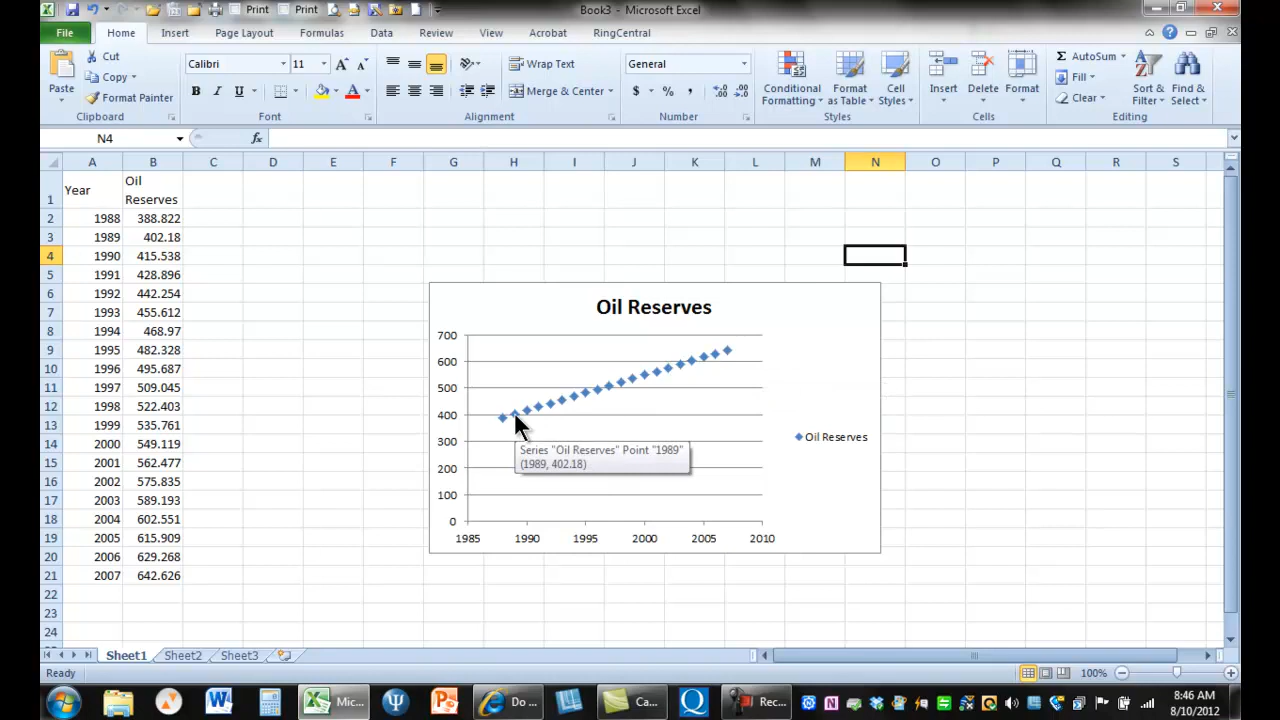 Print Print Book3 - Microsoft Excel
File Home Insert Page Layout Formulas Data Review View Acrobat RingCentral
Cut
Copy
Format Painter
Paste
Clipboard
Calibri 11
B I U
A
Font
Wrap Text
Merge & Center
Alignment
General
$ % ,
Number
Conditional Formatting
Format as Table
Cell Styles
Styles
Insert Delete Format
Cells
Σ AutoSum
Fill
Clear
Sort & Filter
Find & Select
Editing
N4 fx
A B C D E F G H I J K L M N O P Q R S
1 Year Oil Reserves
2 1988 388.822
3 1989 402.18
4 1990 415.538
5 1991 428.896
6 1992 442.254
7 1993 455.612
8 1994 468.97
9 1995 482.328
10 1996 495.687
11 1997 509.045
12 1998 522.403
13 1999 535.761
14 2000 549.119
15 2001 562.477
16 2002 575.835
17 2003 589.193
18 2004 602.551
19 2005 615.909
20 2006 629.268
21 2007 642.626
22
23
24
Oil Reserves
700
600
500
400
300
200
100
0
1985 1990 1995 2000 2005 2010
Oil Reserves
Series "Oil Reserves" Point "1989"
(1989, 402.18)
Sheet1 Sheet2 Sheet3
Ready 100%
Mic... Do ... Ca... Rec...
8:46 AM
8/10/2012